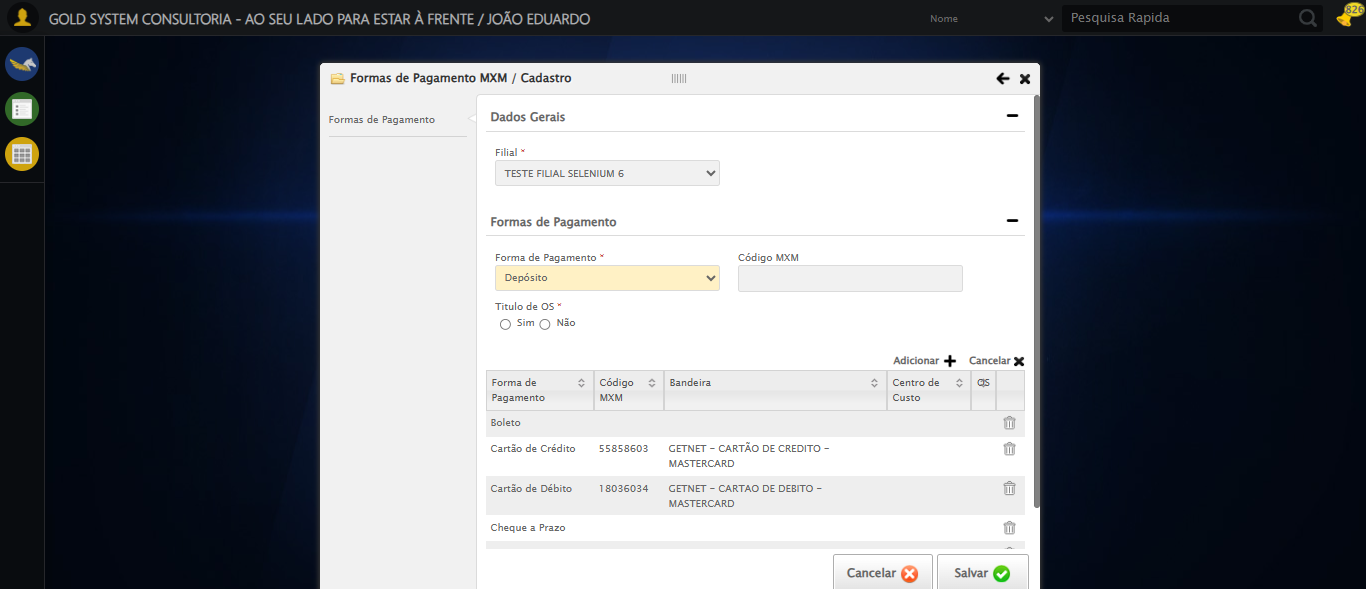 GOLD SYSTEM CONSULTORIA - AO SEU LADO PARA ESTAR À FRENTE / JOÃO EDUARDO
Nome
Pesquisa Rapida
826
Formas de Pagamento MXM / Cadastro
Formas de Pagamento
Dados Gerais
Filial *
TESTE FILIAL SELENIUM 6
Formas de Pagamento
Forma de Pagamento *
Código MXM
Depósito
Titulo de OS *
Sim
Não
Adicionar
Cancelar
Forma de Pagamento
Código MXM
Bandeira
Centro de Custo
OS
Boleto
Cartão de Crédito 55858603 GETNET - CARTÃO DE CREDITO - MASTERCARD
Cartão de Débito 18036034 GETNET - CARTAO DE DEBITO - MASTERCARD
Cheque a Prazo
Cancelar
Salvar